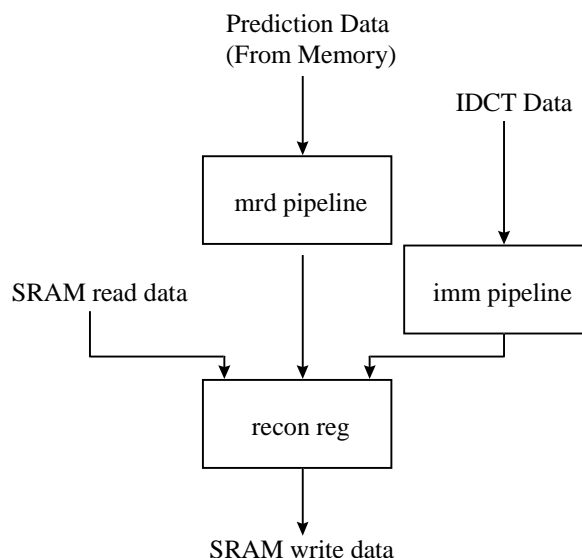 Prediction Data
(From Memory)
IDCT Data
mrd pipeline
SRAM read data
imm pipeline
recon reg
SRAM write data